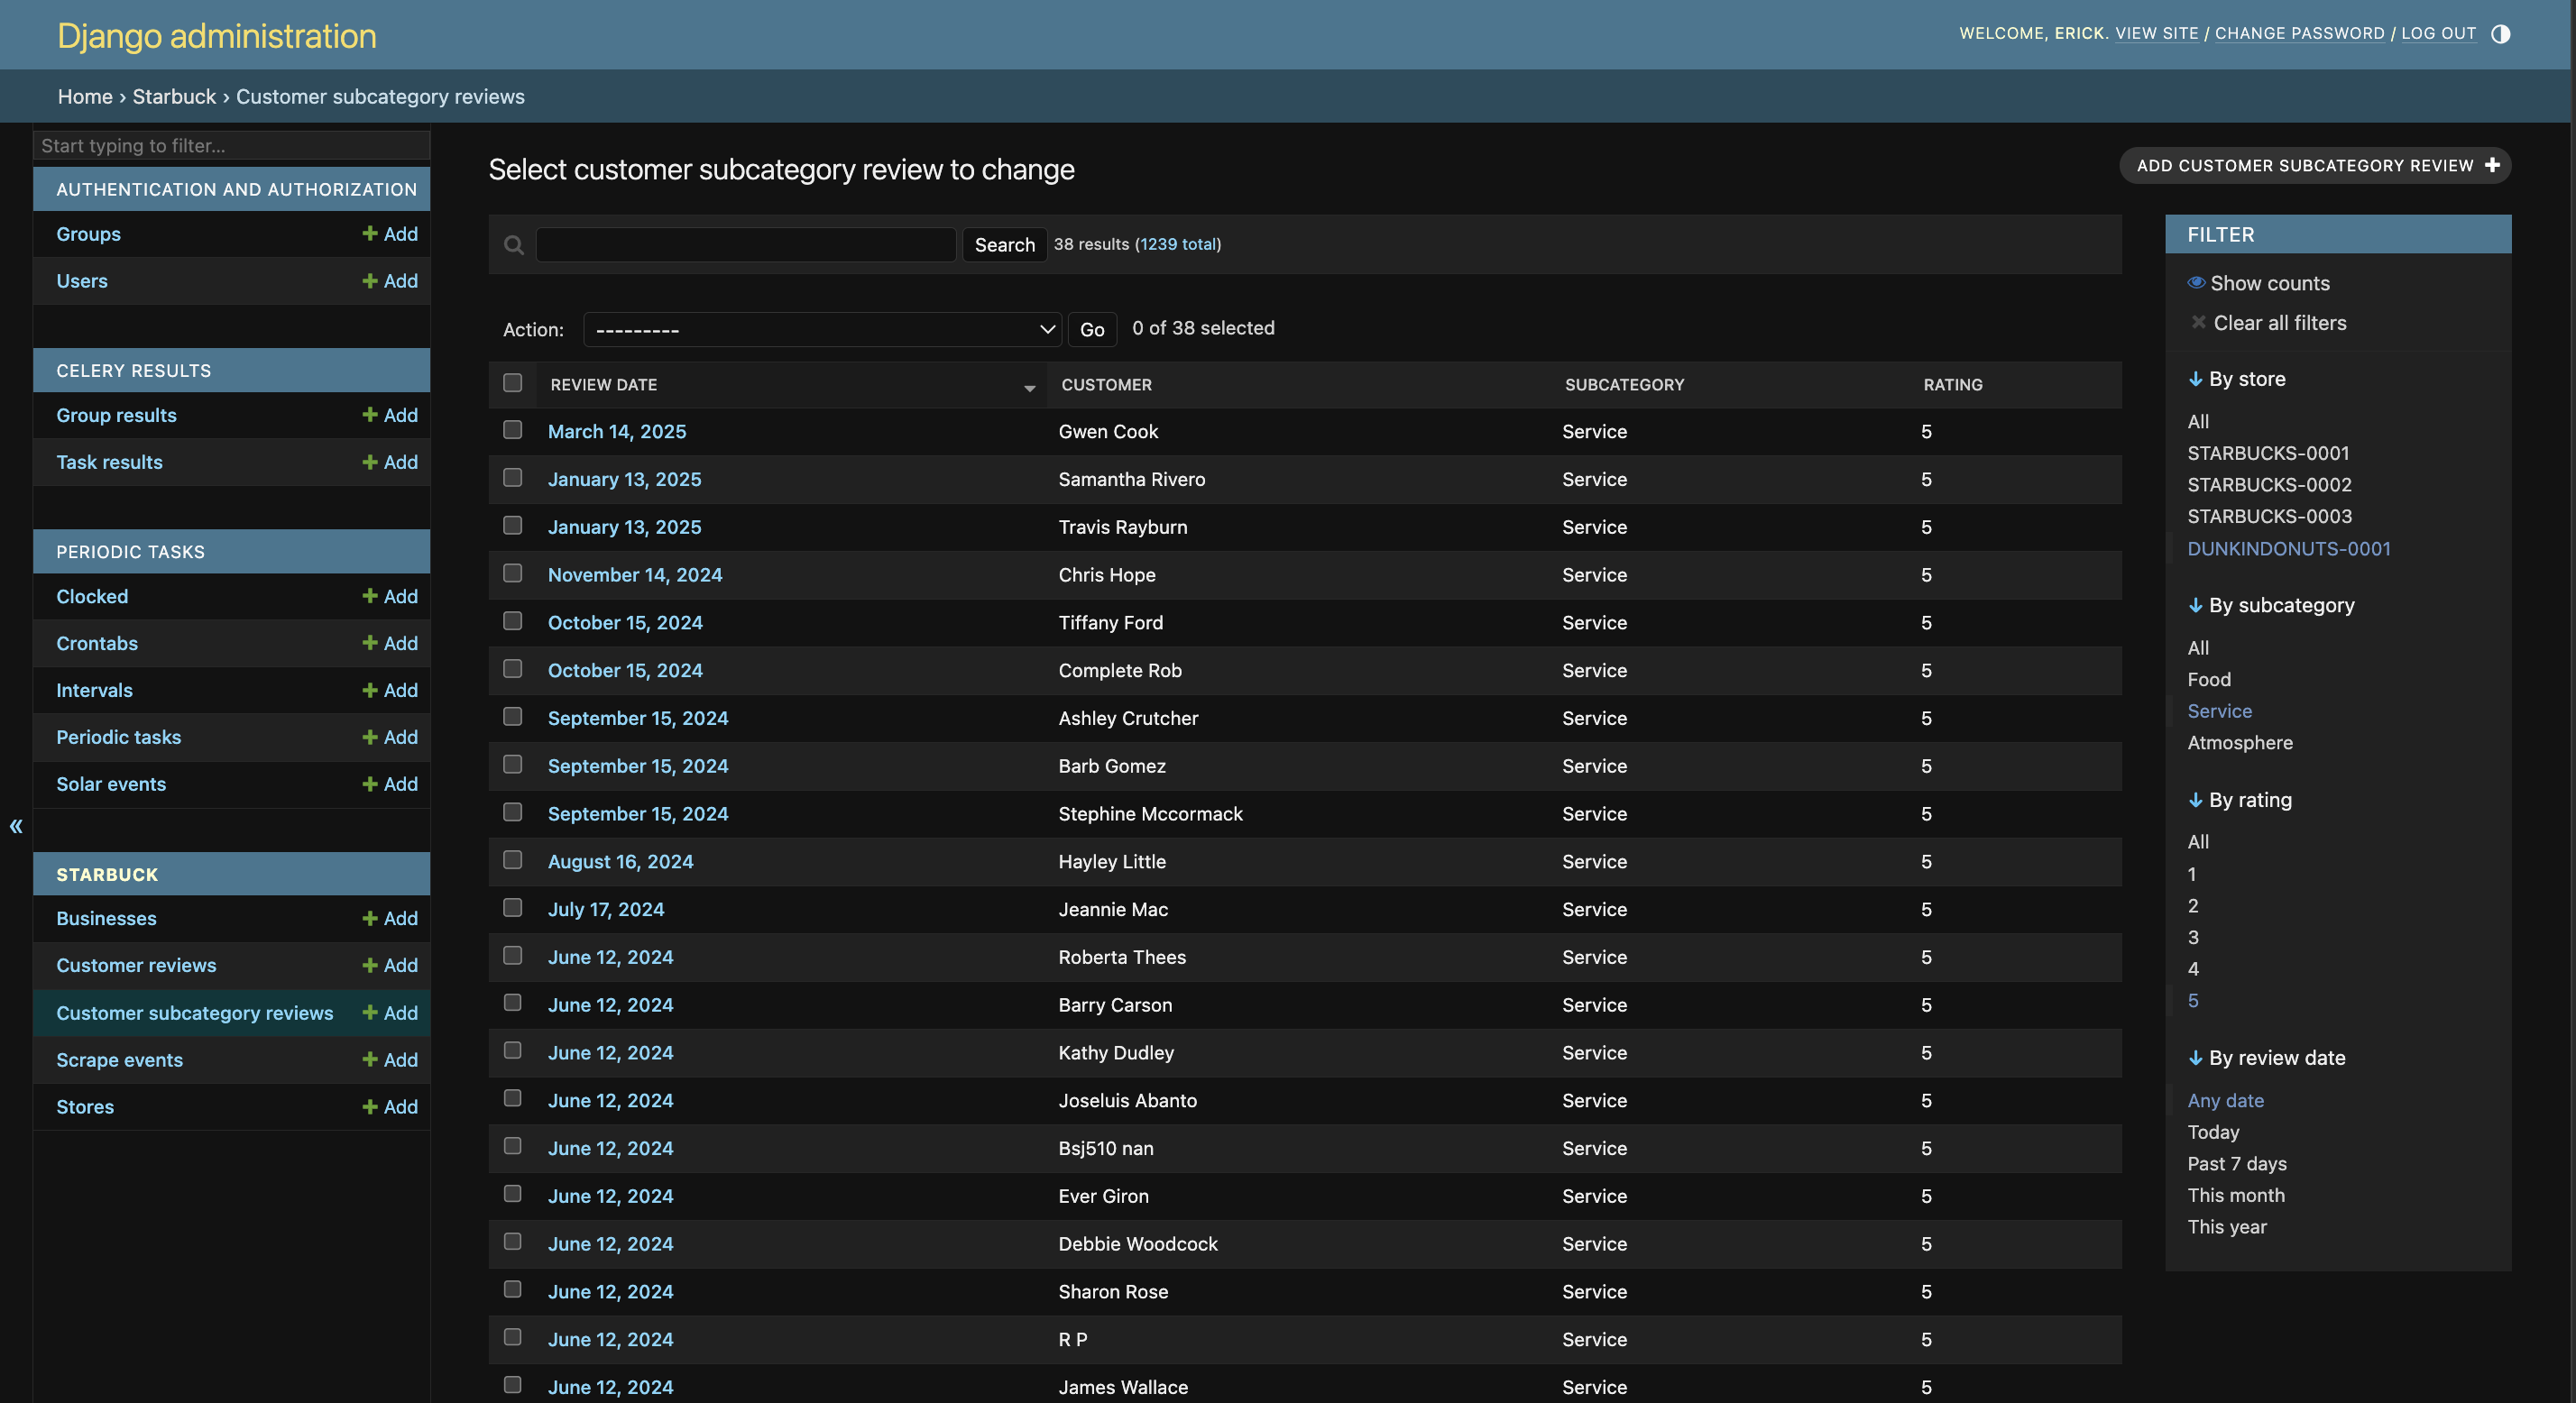 Django administration
WELCOME, ERICK. VIEW SITE / CHANGE PASSWORD / LOG OUT
Home › Starbuck › Customer subcategory reviews
Start typing to filter...
AUTHENTICATION AND AUTHORIZATION
Groups + Add
Users + Add
CELERY RESULTS
Group results + Add
Task results + Add
PERIODIC TASKS
Clocked + Add
Crontabs + Add
Intervals + Add
Periodic tasks + Add
Solar events + Add
«
STARBUCK
Businesses + Add
Customer reviews + Add
Customer subcategory reviews + Add
Scrape events + Add
Stores + Add
Select customer subcategory review to change
ADD CUSTOMER SUBCATEGORY REVIEW +
Search 38 results (1239 total)
Action: --------- Go 0 of 38 selected
REVIEW DATE CUSTOMER SUBCATEGORY RATING
March 14, 2025 Gwen Cook Service 5
January 13, 2025 Samantha Rivero Service 5
January 13, 2025 Travis Rayburn Service 5
November 14, 2024 Chris Hope Service 5
October 15, 2024 Tiffany Ford Service 5
October 15, 2024 Complete Rob Service 5
September 15, 2024 Ashley Crutcher Service 5
September 15, 2024 Barb Gomez Service 5
September 15, 2024 Stephine Mccormack Service 5
August 16, 2024 Hayley Little Service 5
July 17, 2024 Jeannie Mac Service 5
June 12, 2024 Roberta Thees Service 5
June 12, 2024 Barry Carson Service 5
June 12, 2024 Kathy Dudley Service 5
June 12, 2024 Joseluis Abanto Service 5
June 12, 2024 Bsj510 nan Service 5
June 12, 2024 Ever Giron Service 5
June 12, 2024 Debbie Woodcock Service 5
June 12, 2024 Sharon Rose Service 5
June 12, 2024 R P Service 5
June 12, 2024 James Wallace Service 5
FILTER
Show counts
Clear all filters
By store
All
STARBUCKS-0001
STARBUCKS-0002
STARBUCKS-0003
DUNKINDONUTS-0001
By subcategory
All
Food
Service
Atmosphere
By rating
All
1
2
3
4
5
By review date
Any date
Today
Past 7 days
This month
This year